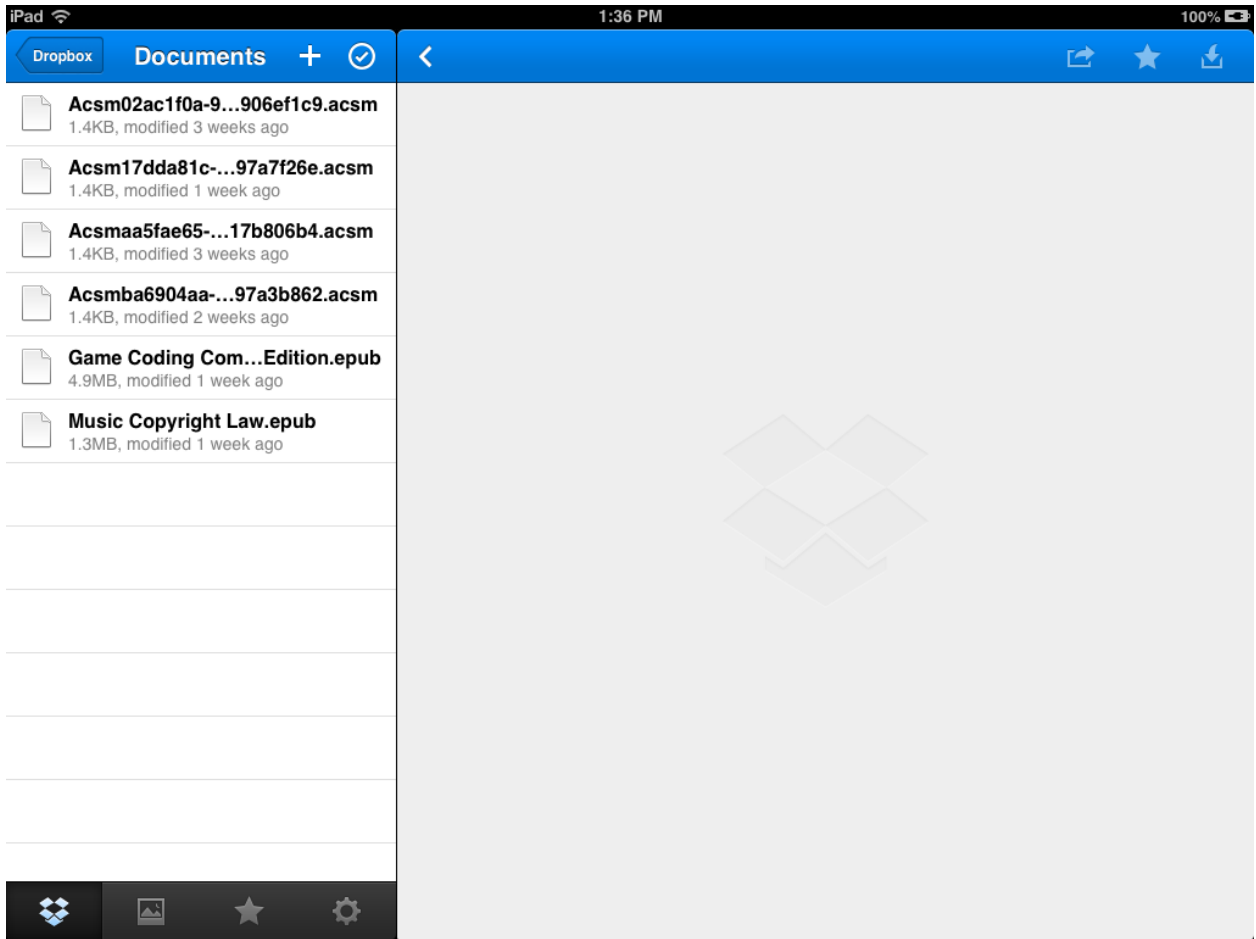 iPad 1:36 PM 100%
Dropbox Documents
Acsm02ac1f0a-9...906ef1c9.acsm
1.4KB, modified 3 weeks ago
Acsm17dda81c-...97a7f26e.acsm
1.4KB, modified 1 week ago
Acsmaa5fae65-...17b806b4.acsm
1.4KB, modified 3 weeks ago
Acsmba6904aa-...97a3b862.acsm
1.4KB, modified 2 weeks ago
Game Coding Com...Edition.epub
4.9MB, modified 1 week ago
Music Copyright Law.epub
1.3MB, modified 1 week ago